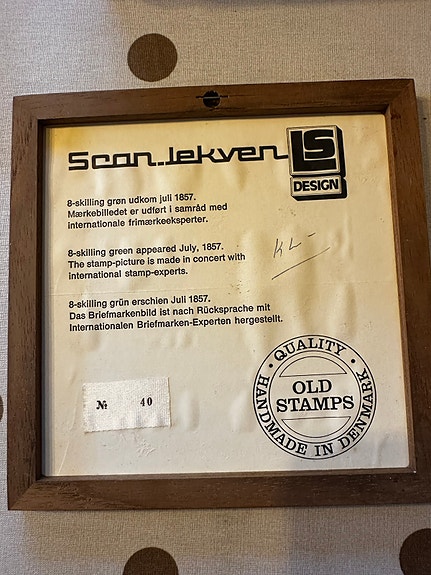 Scan.Lekven
LS
DESIGN
8-skilling grøn udkom juli 1857.
Mærkebilledet er udført i samråd med
internationale frimærkeeksperter.
8-skilling green appeared July, 1857.
The stamp-picture is made in concert with
international stamp-experts.
KL-
8-skilling grün erschien Juli 1857.
Das Briefmarkenbild ist nach Rücksprache mit
Internationalen Briefmarken-Experten hergestellt.
№ 40
· QUALITY ·
OLD
STAMPS
HANDMADE IN DENMARK